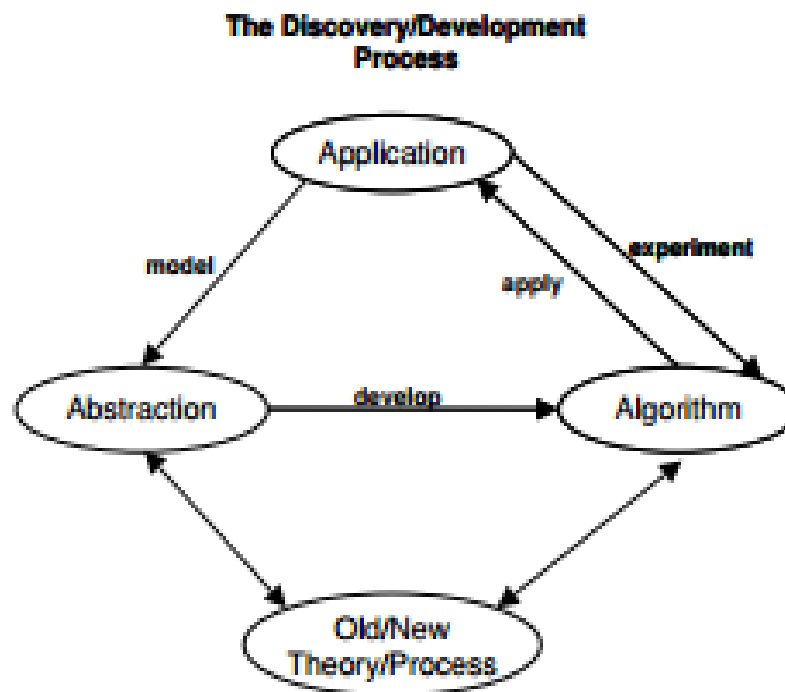 The Discovery/Development
Process
Application
model
experiment
apply
Abstraction
develop
Algorithm
Old/New
Theory/Process